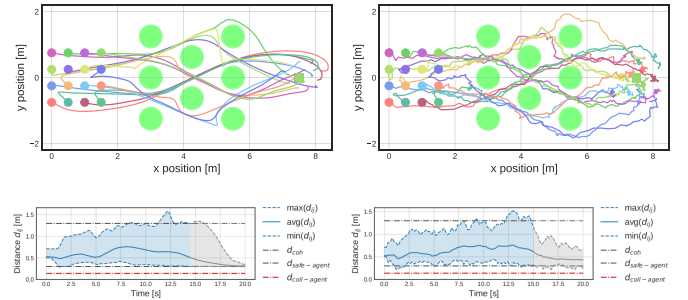 y position [m]
2
0
−2
0
2
4
6
8
x position [m]
y position [m]
2
0
−2
0
2
4
6
8
x position [m]
Distance d_ij [m]
1.5
1.0
0.5
0.0
0.0
2.5
5.0
7.5
10.0
12.5
15.0
17.5
20.0
Time [s]
max(d_ij)
avg(d_ij)
min(d_ij)
d_coh
d_safe−agent
d_coll−agent
Distance d_ij [m]
1.5
1.0
0.5
0.0
0.0
2.5
5.0
7.5
10.0
12.5
15.0
17.5
20.0
Time [s]
max(d_ij)
avg(d_ij)
min(d_ij)
d_coh
d_safe−agent
d_coll−agent